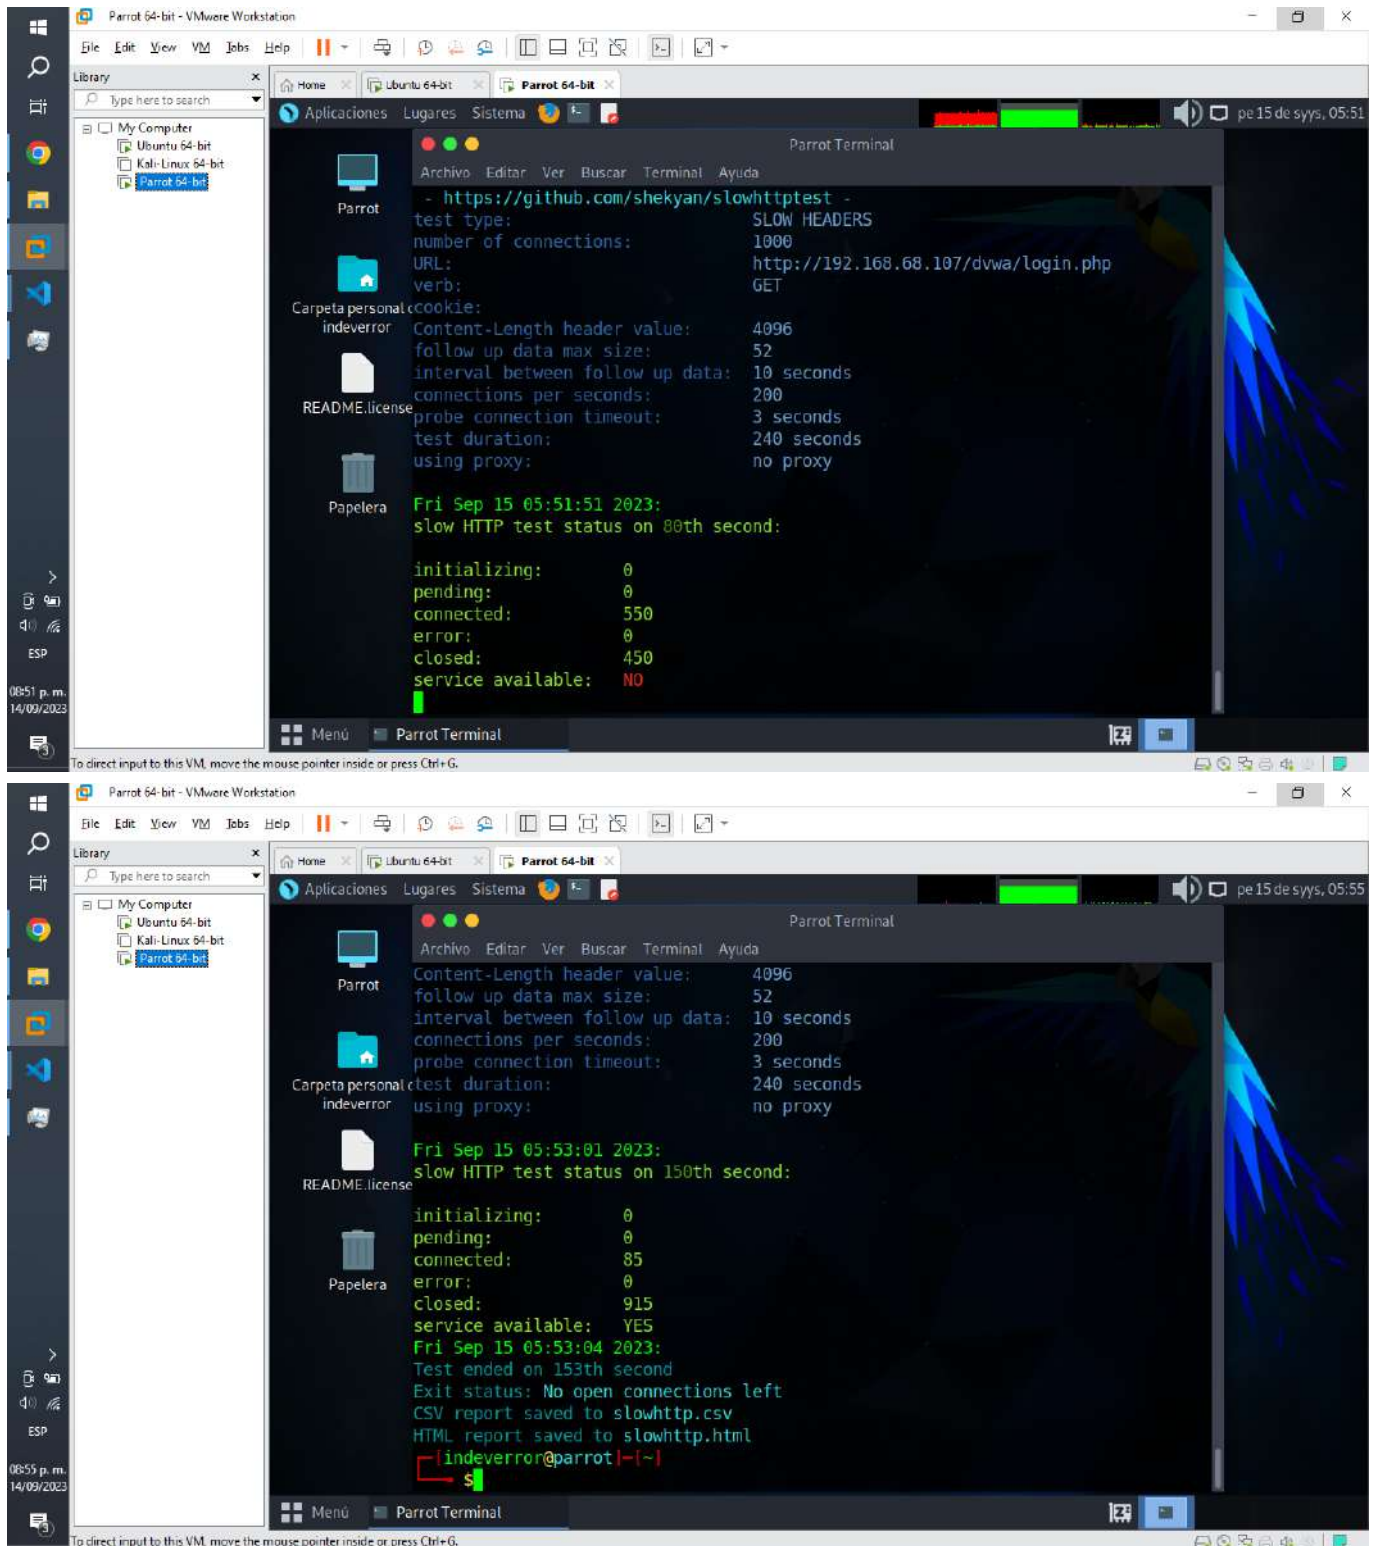 Parrot 64-bit - VMware Workstation
File Edit View VM Tabs Help
Library
Home Ubuntu 64-bit Parrot 64-bit
Type here to search
Aplicaciones Lugares Sistema pe 15 de syys, 05:51
My Computer
Ubuntu 64-bit
Kali-Linux 64-bit
Parrot 64-bit
Parrot Terminal
Archivo Editar Ver Buscar Terminal Ayuda
Parrot
Carpeta personal
indeverror
README.license
Papelera
- https://github.com/shekyan/slowhttptest -
test type: SLOW HEADERS
number of connections: 1000
URL: http://192.168.68.107/dvwa/login.php
verb: GET
cookie:
Content-Length header value: 4096
follow up data max size: 52
interval between follow up data: 10 seconds
connections per seconds: 200
probe connection timeout: 3 seconds
test duration: 240 seconds
using proxy: no proxy
Fri Sep 15 05:51:51 2023:
slow HTTP test status on 80th second:
initializing: 0
pending: 0
connected: 550
error: 0
closed: 450
service available: NO
ESP
08:51 p. m.
14/09/2023
3
Menú Parrot Terminal
To direct input to this VM, move the mouse pointer inside or press Ctrl+G.
Parrot 64-bit - VMware Workstation
File Edit View VM Tabs Help
Library
Home Ubuntu 64-bit Parrot 64-bit
Type here to search
Aplicaciones Lugares Sistema pe 15 de syys, 05:55
My Computer
Ubuntu 64-bit
Kali-Linux 64-bit
Parrot 64-bit
Parrot Terminal
Archivo Editar Ver Buscar Terminal Ayuda
Parrot
Carpeta personal
indeverror
README.license
Papelera
Content-Length header value: 4096
follow up data max size: 52
interval between follow up data: 10 seconds
connections per seconds: 200
probe connection timeout: 3 seconds
test duration: 240 seconds
using proxy: no proxy
Fri Sep 15 05:53:01 2023:
slow HTTP test status on 150th second:
initializing: 0
pending: 0
connected: 85
error: 0
closed: 915
service available: YES
Fri Sep 15 05:53:04 2023:
Test ended on 153th second
Exit status: No open connections left
CSV report saved to slowhttp.csv
HTML report saved to slowhttp.html
[indeverror@parrot]-[~]
$
ESP
08:55 p. m.
14/09/2023
3
Menú Parrot Terminal
To direct input to this VM, move the mouse pointer inside or press Ctrl+G.